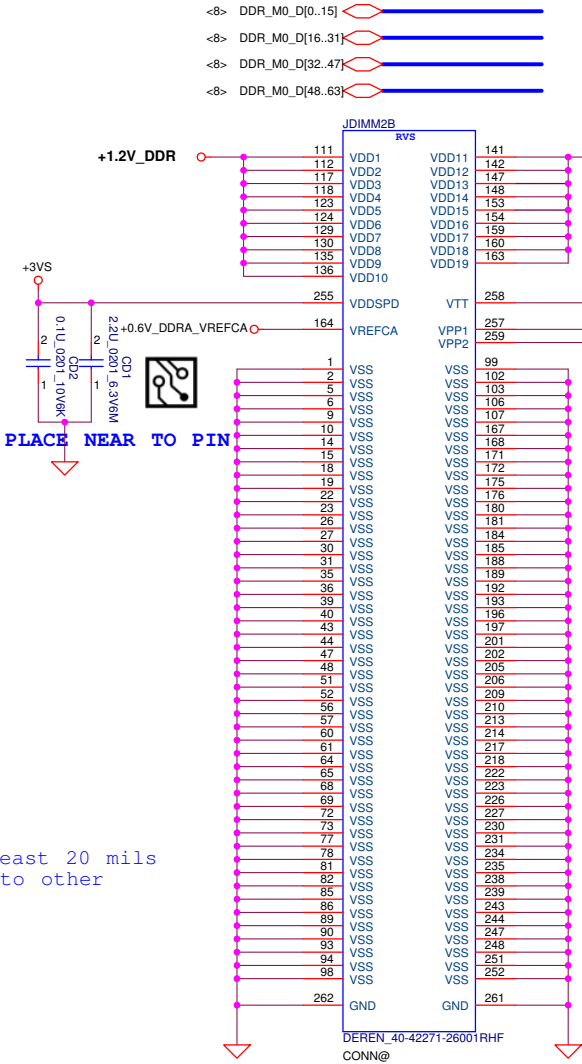 <8> DDR_M0_D[0..15]
<8> DDR_M0_D[16..31]
<8> DDR_M0_D[32..47]
<8> DDR_M0_D[48..63]
JDIMM2B
RVS
+1.2V_DDR
111 VDD1 VDD11 141
112 VDD2 VDD12 142
117 VDD3 VDD13 147
118 VDD4 VDD14 148
123 VDD5 VDD15 153
124 VDD6 VDD16 154
129 VDD7 VDD17 159
130 VDD8 VDD18 160
135 VDD9 VDD19 163
136 VDD10
+3VS
255 VDDSPD VTT 258
+0.6V_DDRA_VREFCA 164 VREFCA VPP1 257
VPP2 259
2 2
1 1
0.1U_0201_10V6K
CD2
2.2U_0201_6.3V6M
CD1
PLACE NEAR TO PIN
1 VSS VSS 99
2 VSS VSS 102
5 VSS VSS 103
6 VSS VSS 106
9 VSS VSS 107
10 VSS VSS 167
14 VSS VSS 168
15 VSS VSS 171
18 VSS VSS 172
19 VSS VSS 175
22 VSS VSS 176
23 VSS VSS 180
26 VSS VSS 181
27 VSS VSS 184
30 VSS VSS 185
31 VSS VSS 188
35 VSS VSS 189
36 VSS VSS 192
39 VSS VSS 193
40 VSS VSS 196
43 VSS VSS 197
44 VSS VSS 201
47 VSS VSS 202
48 VSS VSS 205
51 VSS VSS 206
52 VSS VSS 209
56 VSS VSS 210
57 VSS VSS 213
60 VSS VSS 214
61 VSS VSS 217
64 VSS VSS 218
65 VSS VSS 222
68 VSS VSS 223
69 VSS VSS 226
72 VSS VSS 227
73 VSS VSS 230
77 VSS VSS 231
78 VSS VSS 234
81 VSS VSS 235
82 VSS VSS 238
85 VSS VSS 239
86 VSS VSS 243
89 VSS VSS 244
90 VSS VSS 247
93 VSS VSS 248
94 VSS VSS 251
98 VSS VSS 252
262 GND GND 261
east 20 mils
to other
DEREN_40-42271-26001RHF
CONN@